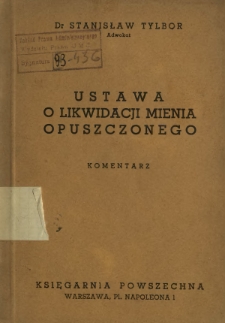 Dr STANISŁAW TYLBOR
Adwokat
93-456
USTAWA
O LIKWIDACJI MIENIA
OPUSZCZONEGO
KOMENTARZ
KSIĘGARNIA POWSZECHNA
WARSZAWA, PL. NAPOLEONA 1